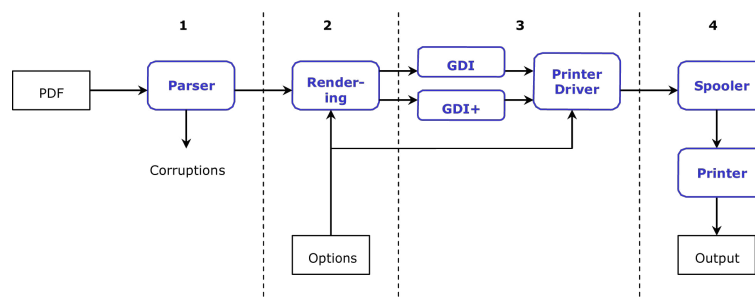 1
2
3
4
PDF
Parser
Render-
ing
GDI
GDI+
Printer
Driver
Spooler
Corruptions
Printer
Options
Output